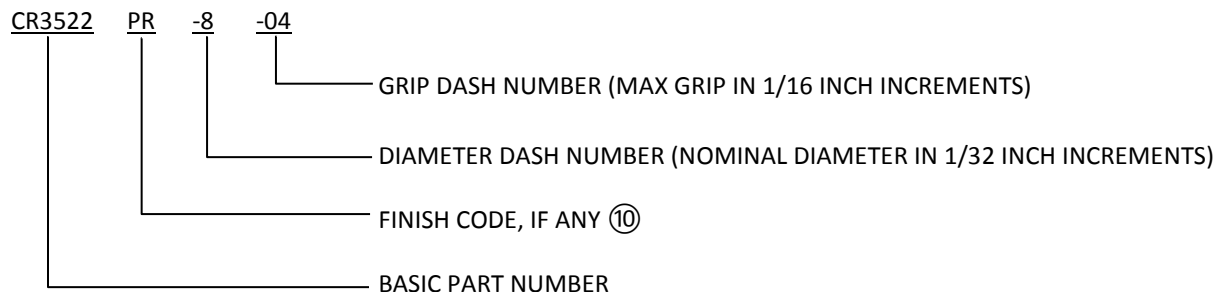 CR3522 PR -8 -04
GRIP DASH NUMBER (MAX GRIP IN 1/16 INCH INCREMENTS)
DIAMETER DASH NUMBER (NOMINAL DIAMETER IN 1/32 INCH INCREMENTS)
FINISH CODE, IF ANY ⑩
BASIC PART NUMBER